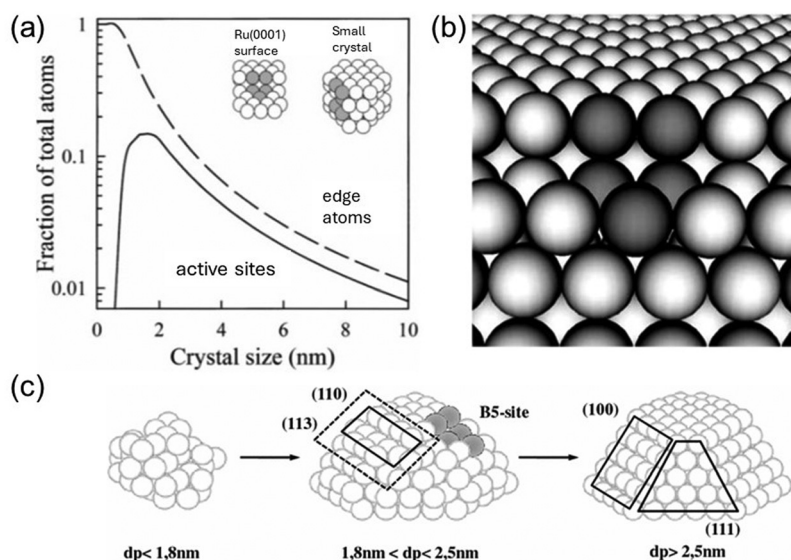 (a)
Fraction of total atoms
1
0.1
0.01
0
2
4
6
8
10
Crystal size (nm)
Ru(0001)
surface
Small
crystal
edge
atoms
active sites
(b)
(c)
(110)
(113)
B5-site
(100)
(111)
dp< 1,8nm
1,8nm < dp< 2,5nm
dp> 2,5nm